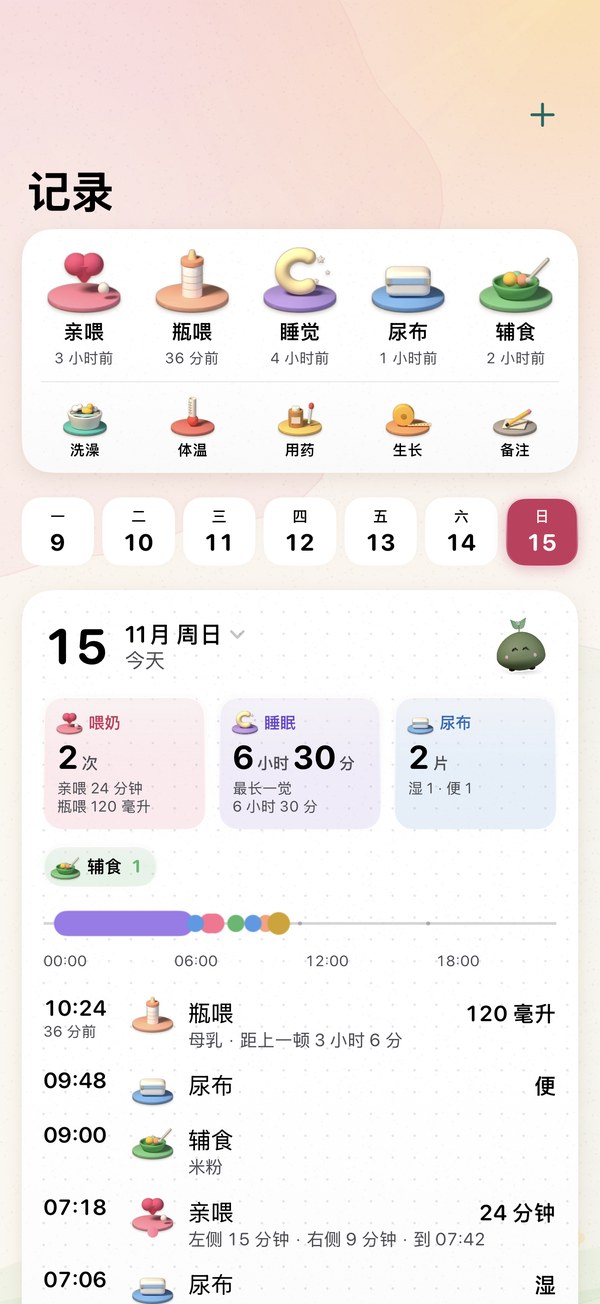 记录
亲喂 瓶喂 睡觉 尿布 辅食
3 小时前 36 分前 4 小时前 1 小时前 2 小时前
洗澡 体温 用药 生长 备注
一 二 三 四 五 六 日
9 10 11 12 13 14 15
15 11月 周日
今天
喂奶 睡眠 尿布
2 次 6 小时 30 分 2 片
亲喂 24 分钟 最长一觉 湿 1 · 便 1
瓶喂 120 毫升 6 小时 30 分
辅食 1
00:00 06:00 12:00 18:00
10:24 瓶喂 120 毫升
36 分前 母乳 · 距上一顿 3 小时 6 分
09:48 尿布 便
09:00 辅食
米粉
07:18 亲喂 24 分钟
左侧 15 分钟 · 右侧 9 分钟 · 到 07:42
07:06 尿布 湿